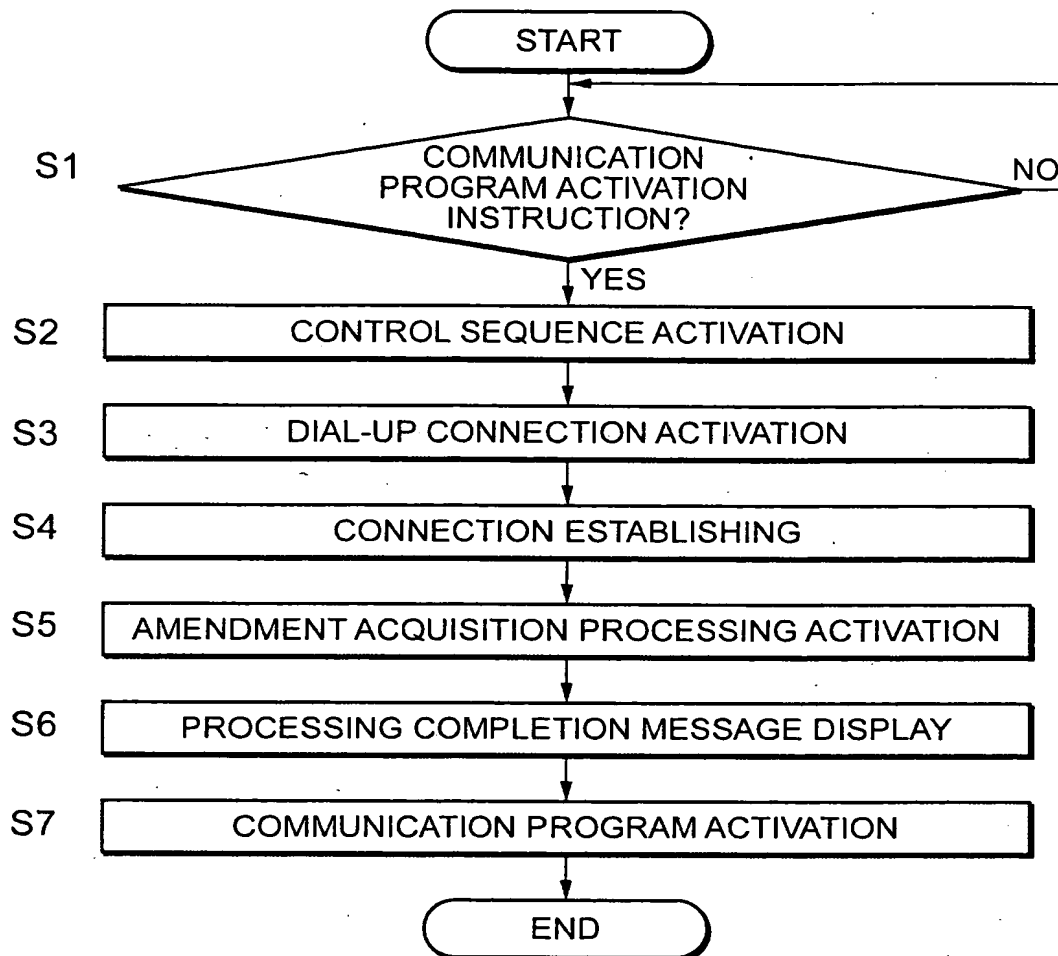 START
S1
COMMUNICATION
PROGRAM ACTIVATION
INSTRUCTION?
NO
YES
S2
CONTROL SEQUENCE ACTIVATION
S3
DIAL-UP CONNECTION ACTIVATION
S4
CONNECTION ESTABLISHING
S5
AMENDMENT ACQUISITION PROCESSING ACTIVATION
S6
PROCESSING COMPLETION MESSAGE DISPLAY
S7
COMMUNICATION PROGRAM ACTIVATION
END